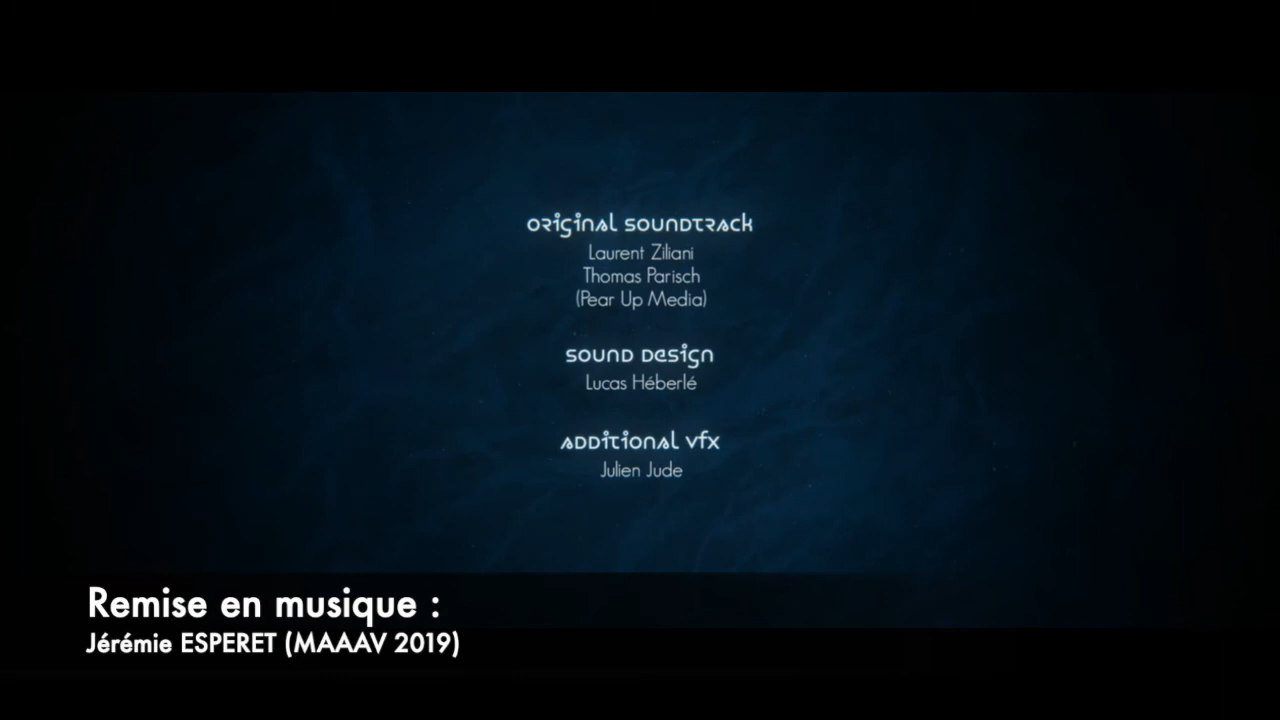 Original Soundtrack
Laurent Ziliani
Thomas Parisch
(Pear Up Media)
Sound Design
Lucas Héberlé
Additional vfx
Julien Jude
Remise en musique :
Jérémie ESPERET (MAAAV 2019)